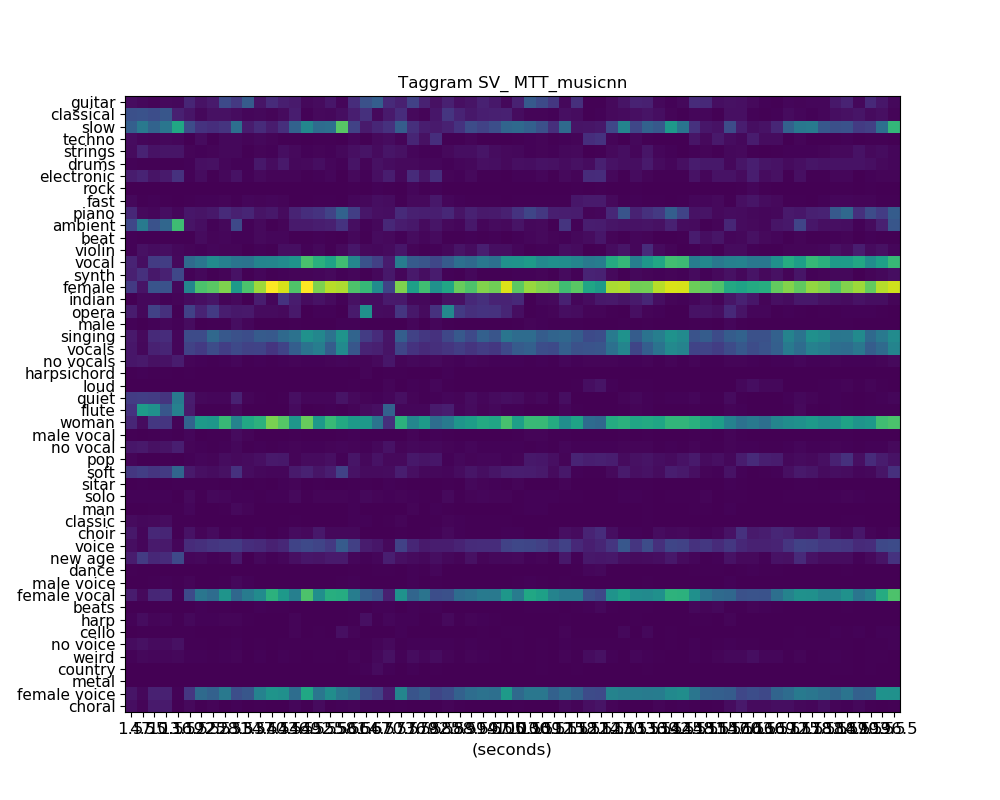 Taggram SV_ MTT_musicnn
guitar
classical
slow
techno
strings
drums
electronic
rock
fast
piano
ambient
beat
violin
vocal
synth
female
indian
opera
male
singing
vocals
no vocals
harpsichord
loud
quiet
flute
woman
male vocal
no vocal
pop
soft
sitar
solo
man
classic
choir
voice
new age
dance
male voice
female vocal
beats
harp
cello
no voice
weird
country
metal
female voice
choral
(seconds)